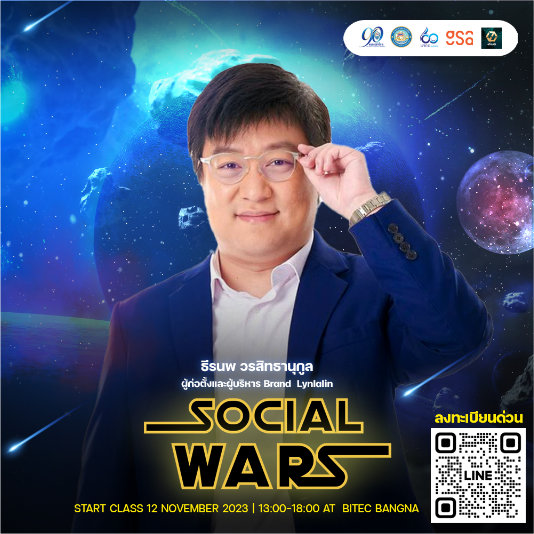 90
gsa
ธีรนพ วรสิทธานุกูล
ผู้ก่อตั้งและผู้บริหาร Brand Lynlalin
SOCIAL
WARS
ลงทะเบียนด่วน
LINE
START CLASS 12 NOVEMBER 2023 | 13:00-18:00 AT BITEC BANGNA